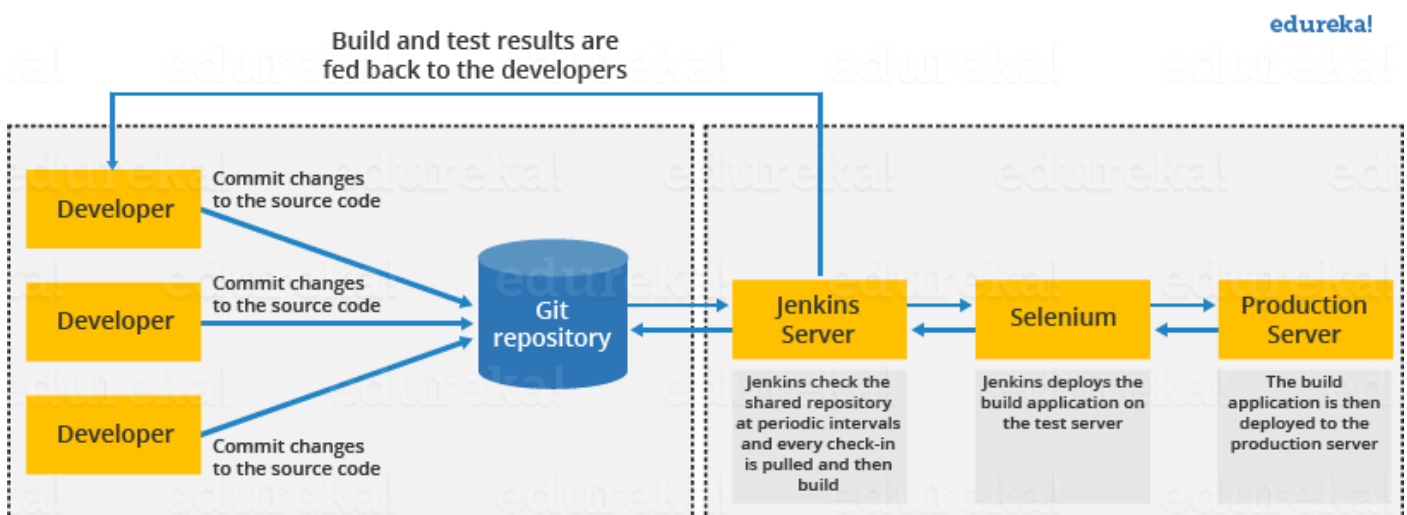 edureka!
Build and test results are
fed back to the developers
Developer
Commit changes
to the source code
Developer
Commit changes
to the source code
Developer
Commit changes
to the source code
Git
repository
Jenkins
Server
Jenkins check the
shared repository
at periodic intervals
and every check-in
is pulled and then
build
Selenium
Jenkins deploys the
build application on
the test server
Production
Server
The build
application is then
deployed to the
production server